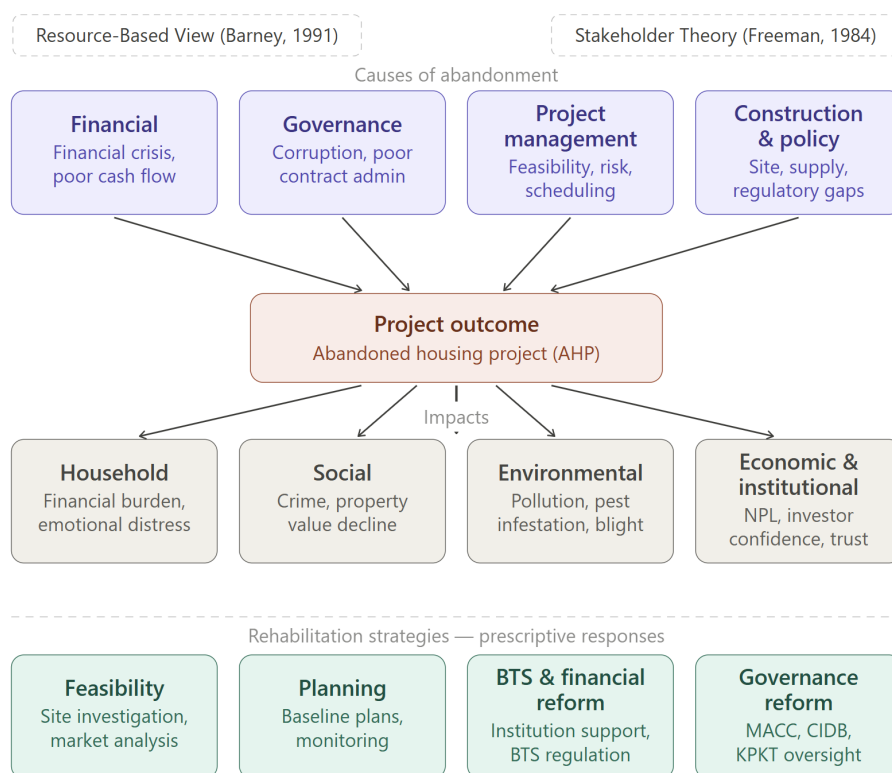 Resource-Based View (Barney, 1991)
Stakeholder Theory (Freeman, 1984)
Causes of abandonment
Financial
Financial crisis,
poor cash flow
Governance
Corruption, poor
contract admin
Project
management
Feasibility, risk,
scheduling
Construction
& policy
Site, supply,
regulatory gaps
Project outcome
Abandoned housing project (AHP)
Impacts
Household
Financial burden,
emotional distress
Social
Crime, property
value decline
Environmental
Pollution, pest
infestation, blight
Economic &
institutional
NPL, investor
confidence, trust
Rehabilitation strategies — prescriptive responses
Feasibility
Site investigation,
market analysis
Planning
Baseline plans,
monitoring
BTS & financial
reform
Institution support,
BTS regulation
Governance
reform
MACC, CIDB,
KPKT oversight